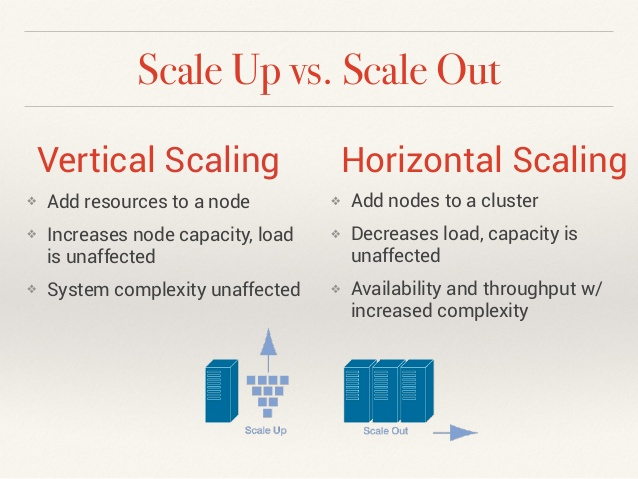 Scale Up vs. Scale Out
Vertical Scaling
❖ Add resources to a node
❖ Increases node capacity, load
is unaffected
❖ System complexity unaffected
Horizontal Scaling
❖ Add nodes to a cluster
❖ Decreases load, capacity is
unaffected
❖ Availability and throughput w/
increased complexity
Scale Up
Scale Out